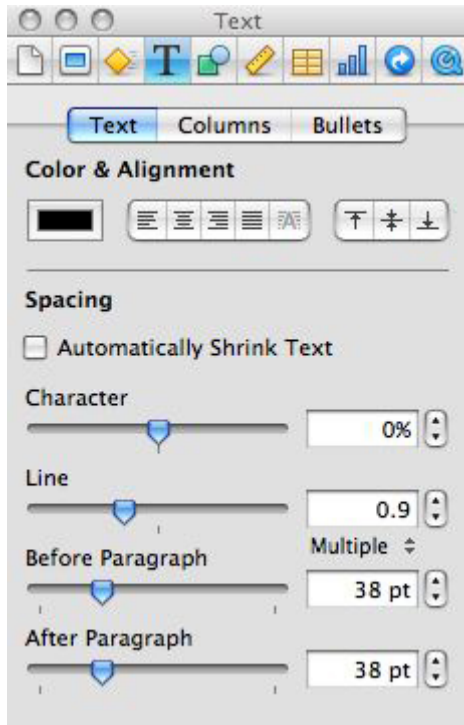 Text
Text Columns Bullets
Color & Alignment
Spacing
Automatically Shrink Text
Character
0%
Line
0.9
Multiple
Before Paragraph
38 pt
After Paragraph
38 pt